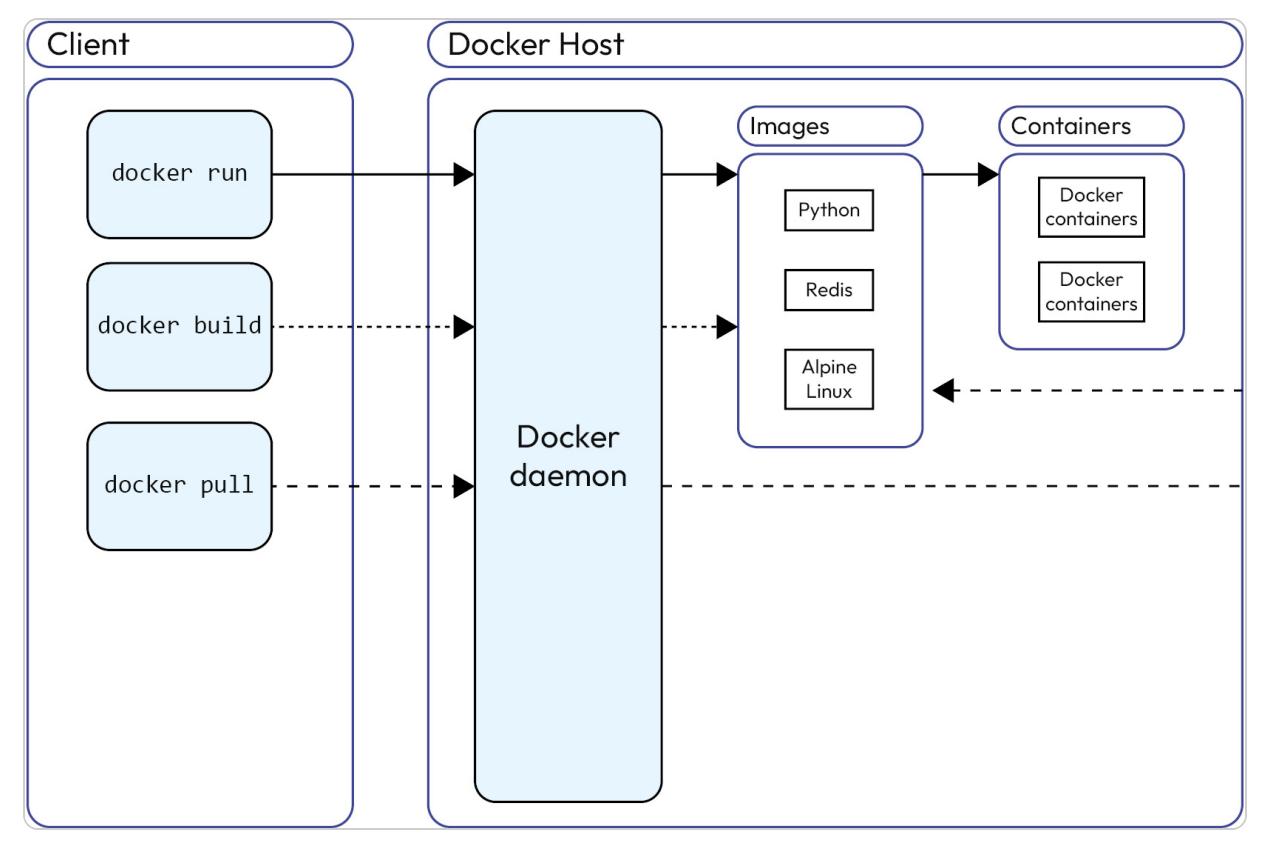 Client
Docker Host
docker run
docker build
docker pull
Docker
daemon
Images
Python
Redis
Alpine
Linux
Containers
Docker
containers
Docker
containers